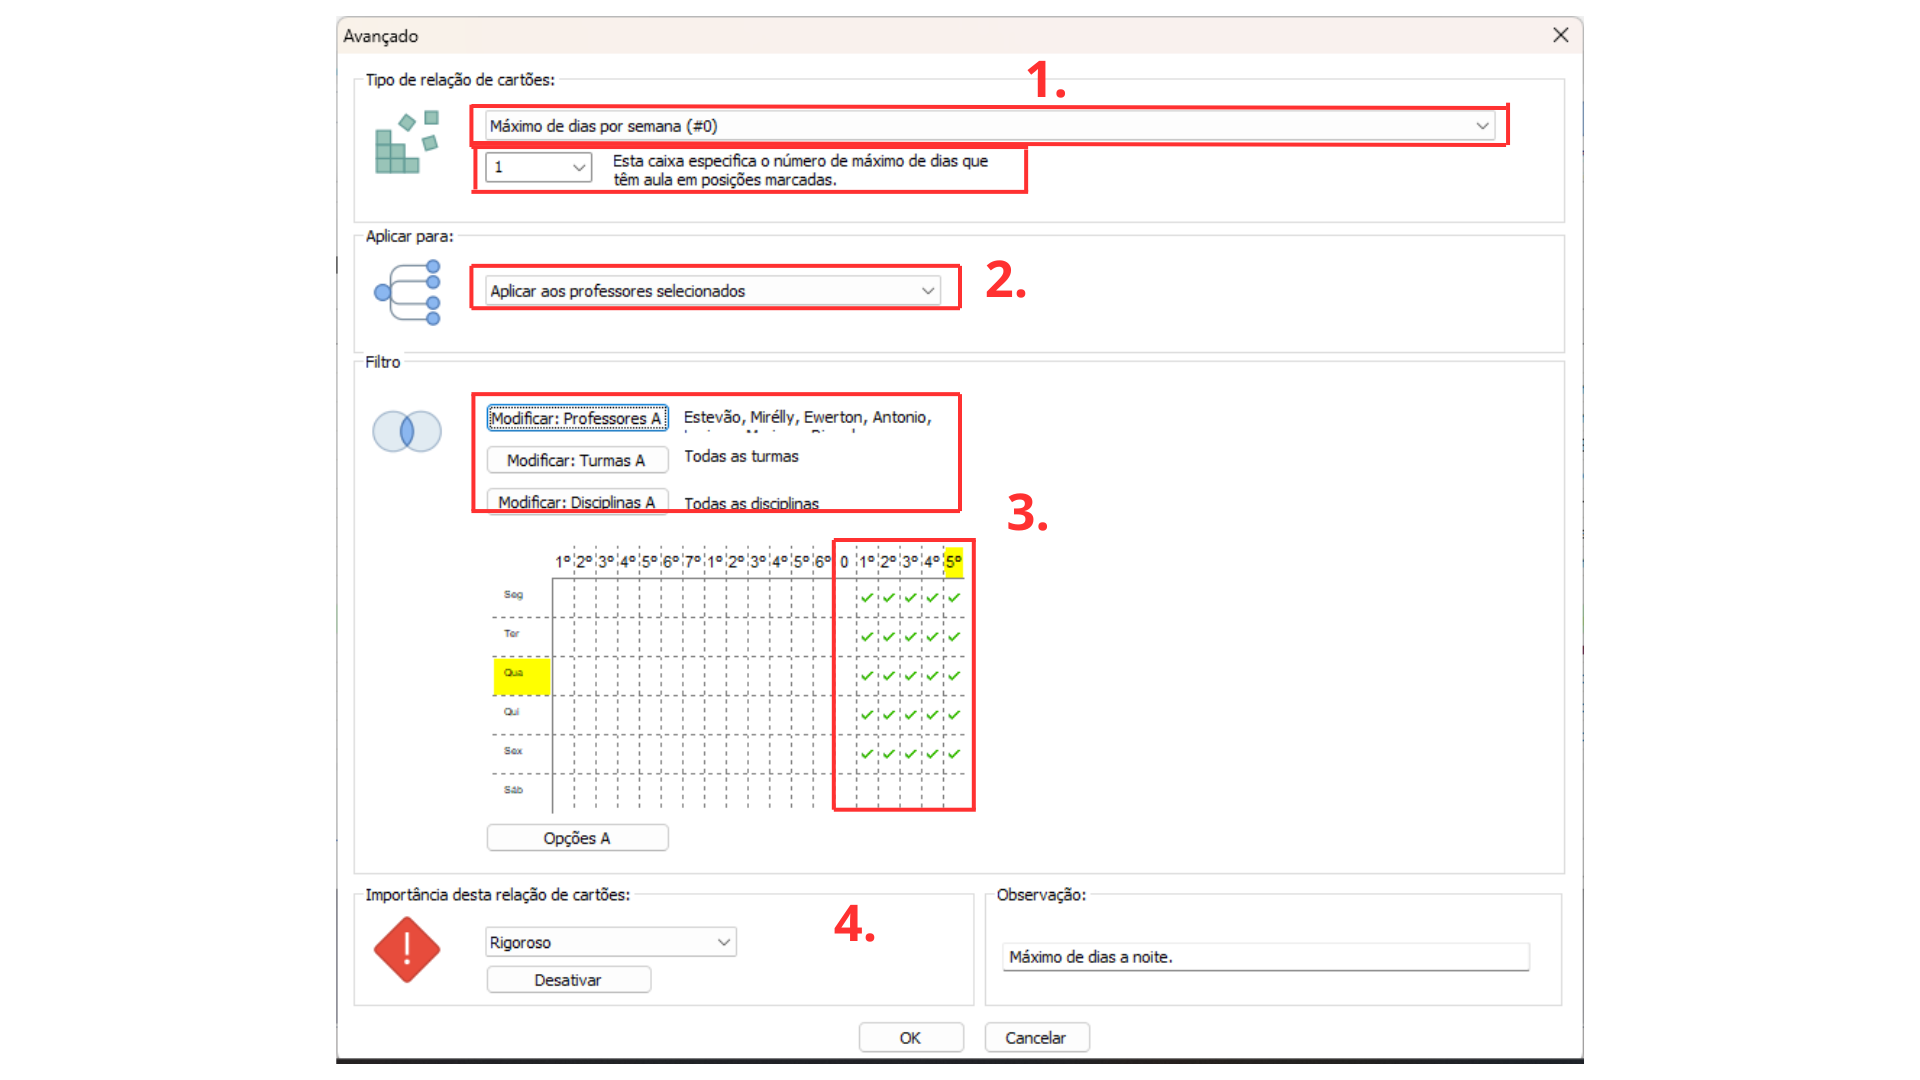 Avançado
Tipo de relação de cartões:
1.
Máximo de dias por semana (#0)
1
Esta caixa especifica o número de máximo de dias que
têm aula em posições marcadas.
Aplicar para:
Aplicar aos professores selecionados
2.
Filtro
Modificar: Professores A
Estevão, Mirélly, Ewerton, Antonio,
Modificar: Turmas A
Todas as turmas
Modificar: Disciplinas A
Todas as disciplinas
3.
1º 2º 3º 4º 5º 6º 7º 1º 2º 3º 4º 5º 6º 0 1º 2º 3º 4º 5º
Seg
Ter
Qua
Qui
Sex
Sáb
Opções A
Importância desta relação de cartões:
4.
Rigoroso
Desativar
Observação:
Máximo de dias a noite.
OK
Cancelar